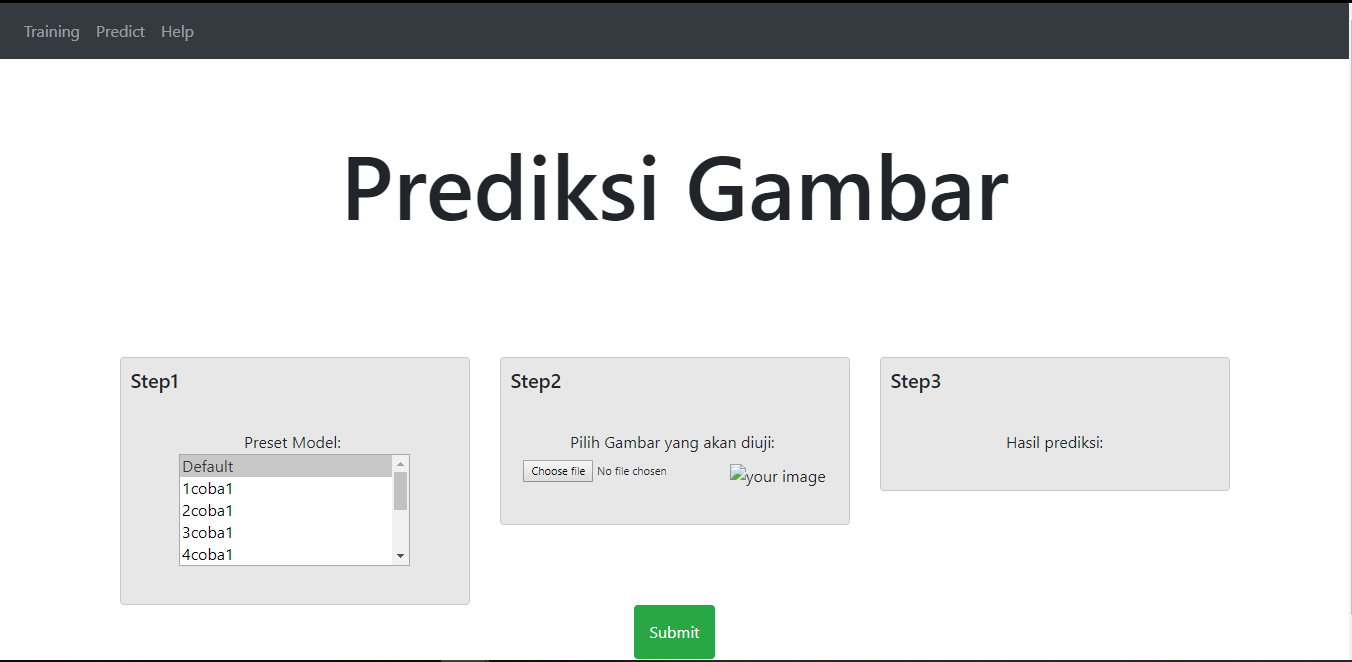 Training Predict Help
Prediksi Gambar
Step1
Preset Model:
Default
1coba1
2coba1
3coba1
4coba1
Step2
Pilih Gambar yang akan diuji:
Choose file No file chosen your image
Step3
Hasil prediksi:
Submit